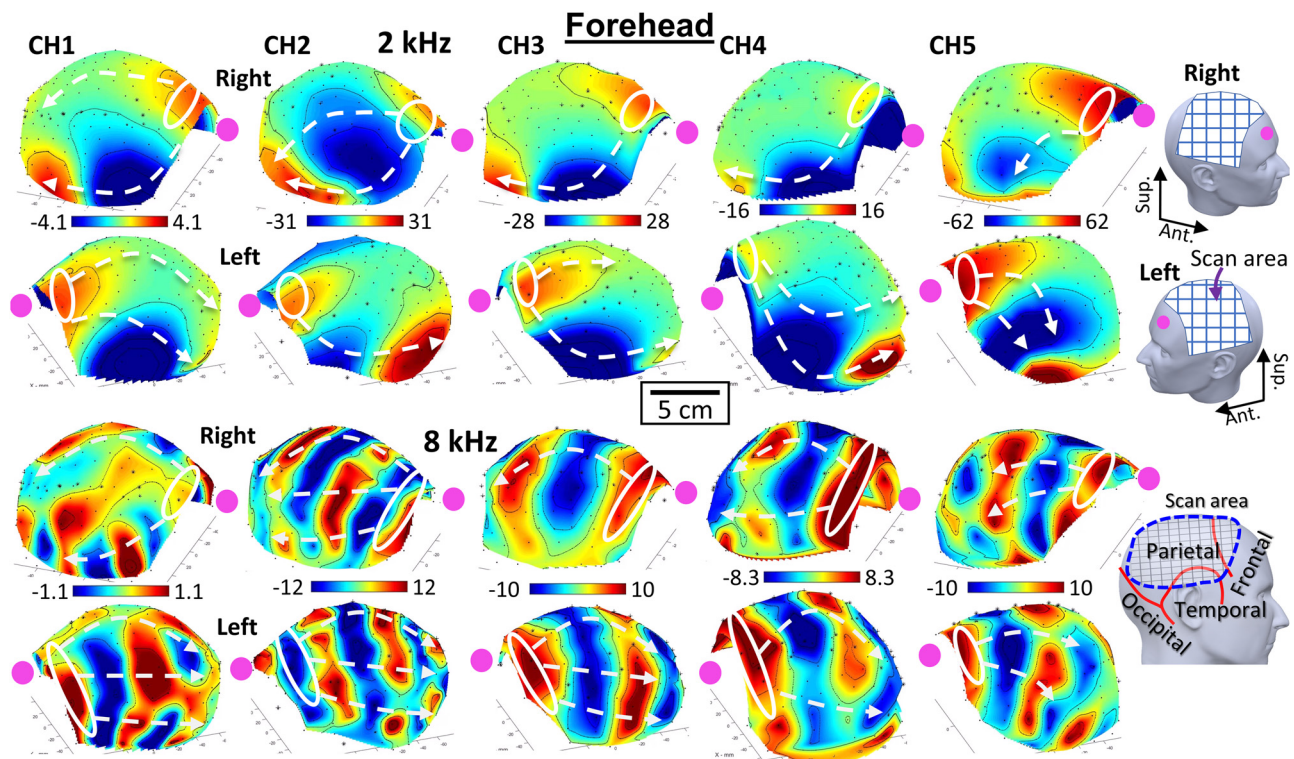 Forehead
CH1 CH2 2 kHz CH3 CH4 CH5
Right
Right
Sup.
Ant.
-4.1 4.1 -31 31 -28 28 -16 16 -62 62
Left
Left
Scan area
Sup.
Ant.
5 cm
Right
8 kHz
Scan area
Parietal
Frontal
Temporal
Occipital
-1.1 1.1 -12 12 -10 10 -8.3 8.3 -10 10
Left